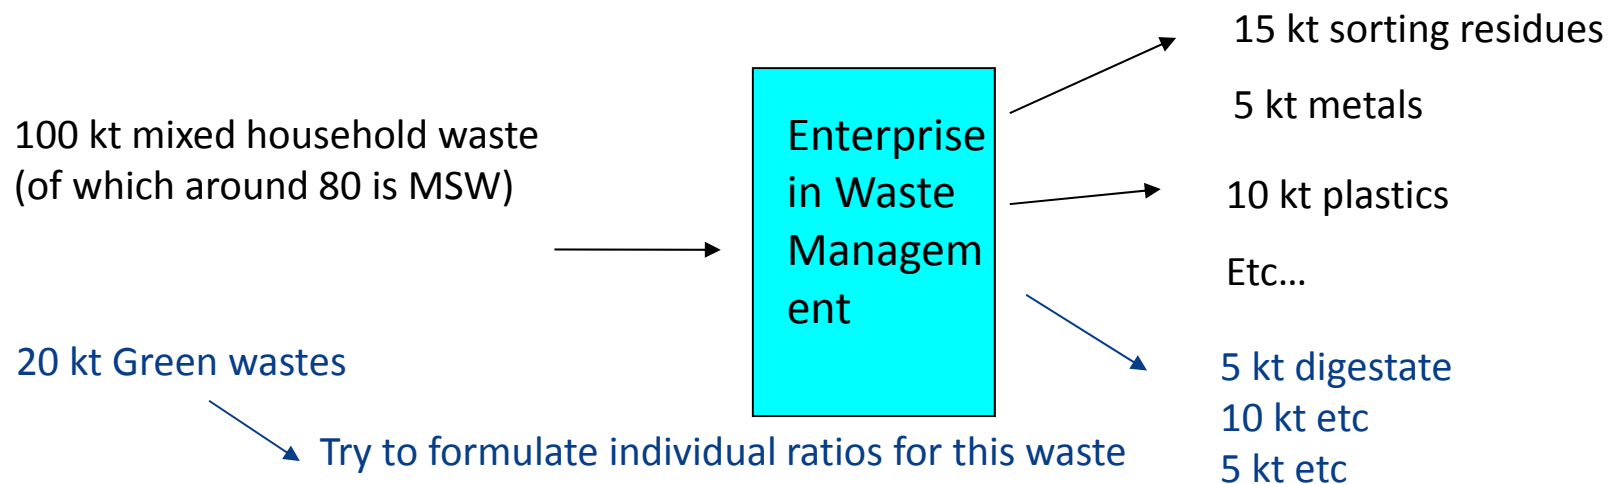 100 kt mixed household waste
(of which around 80 is MSW)
20 kt Green wastes
Try to formulate individual ratios for this waste
Enterprise
in Waste
Managem
ent
15 kt sorting residues
5 kt metals
10 kt plastics
Etc…
5 kt digestate
10 kt etc
5 kt etc